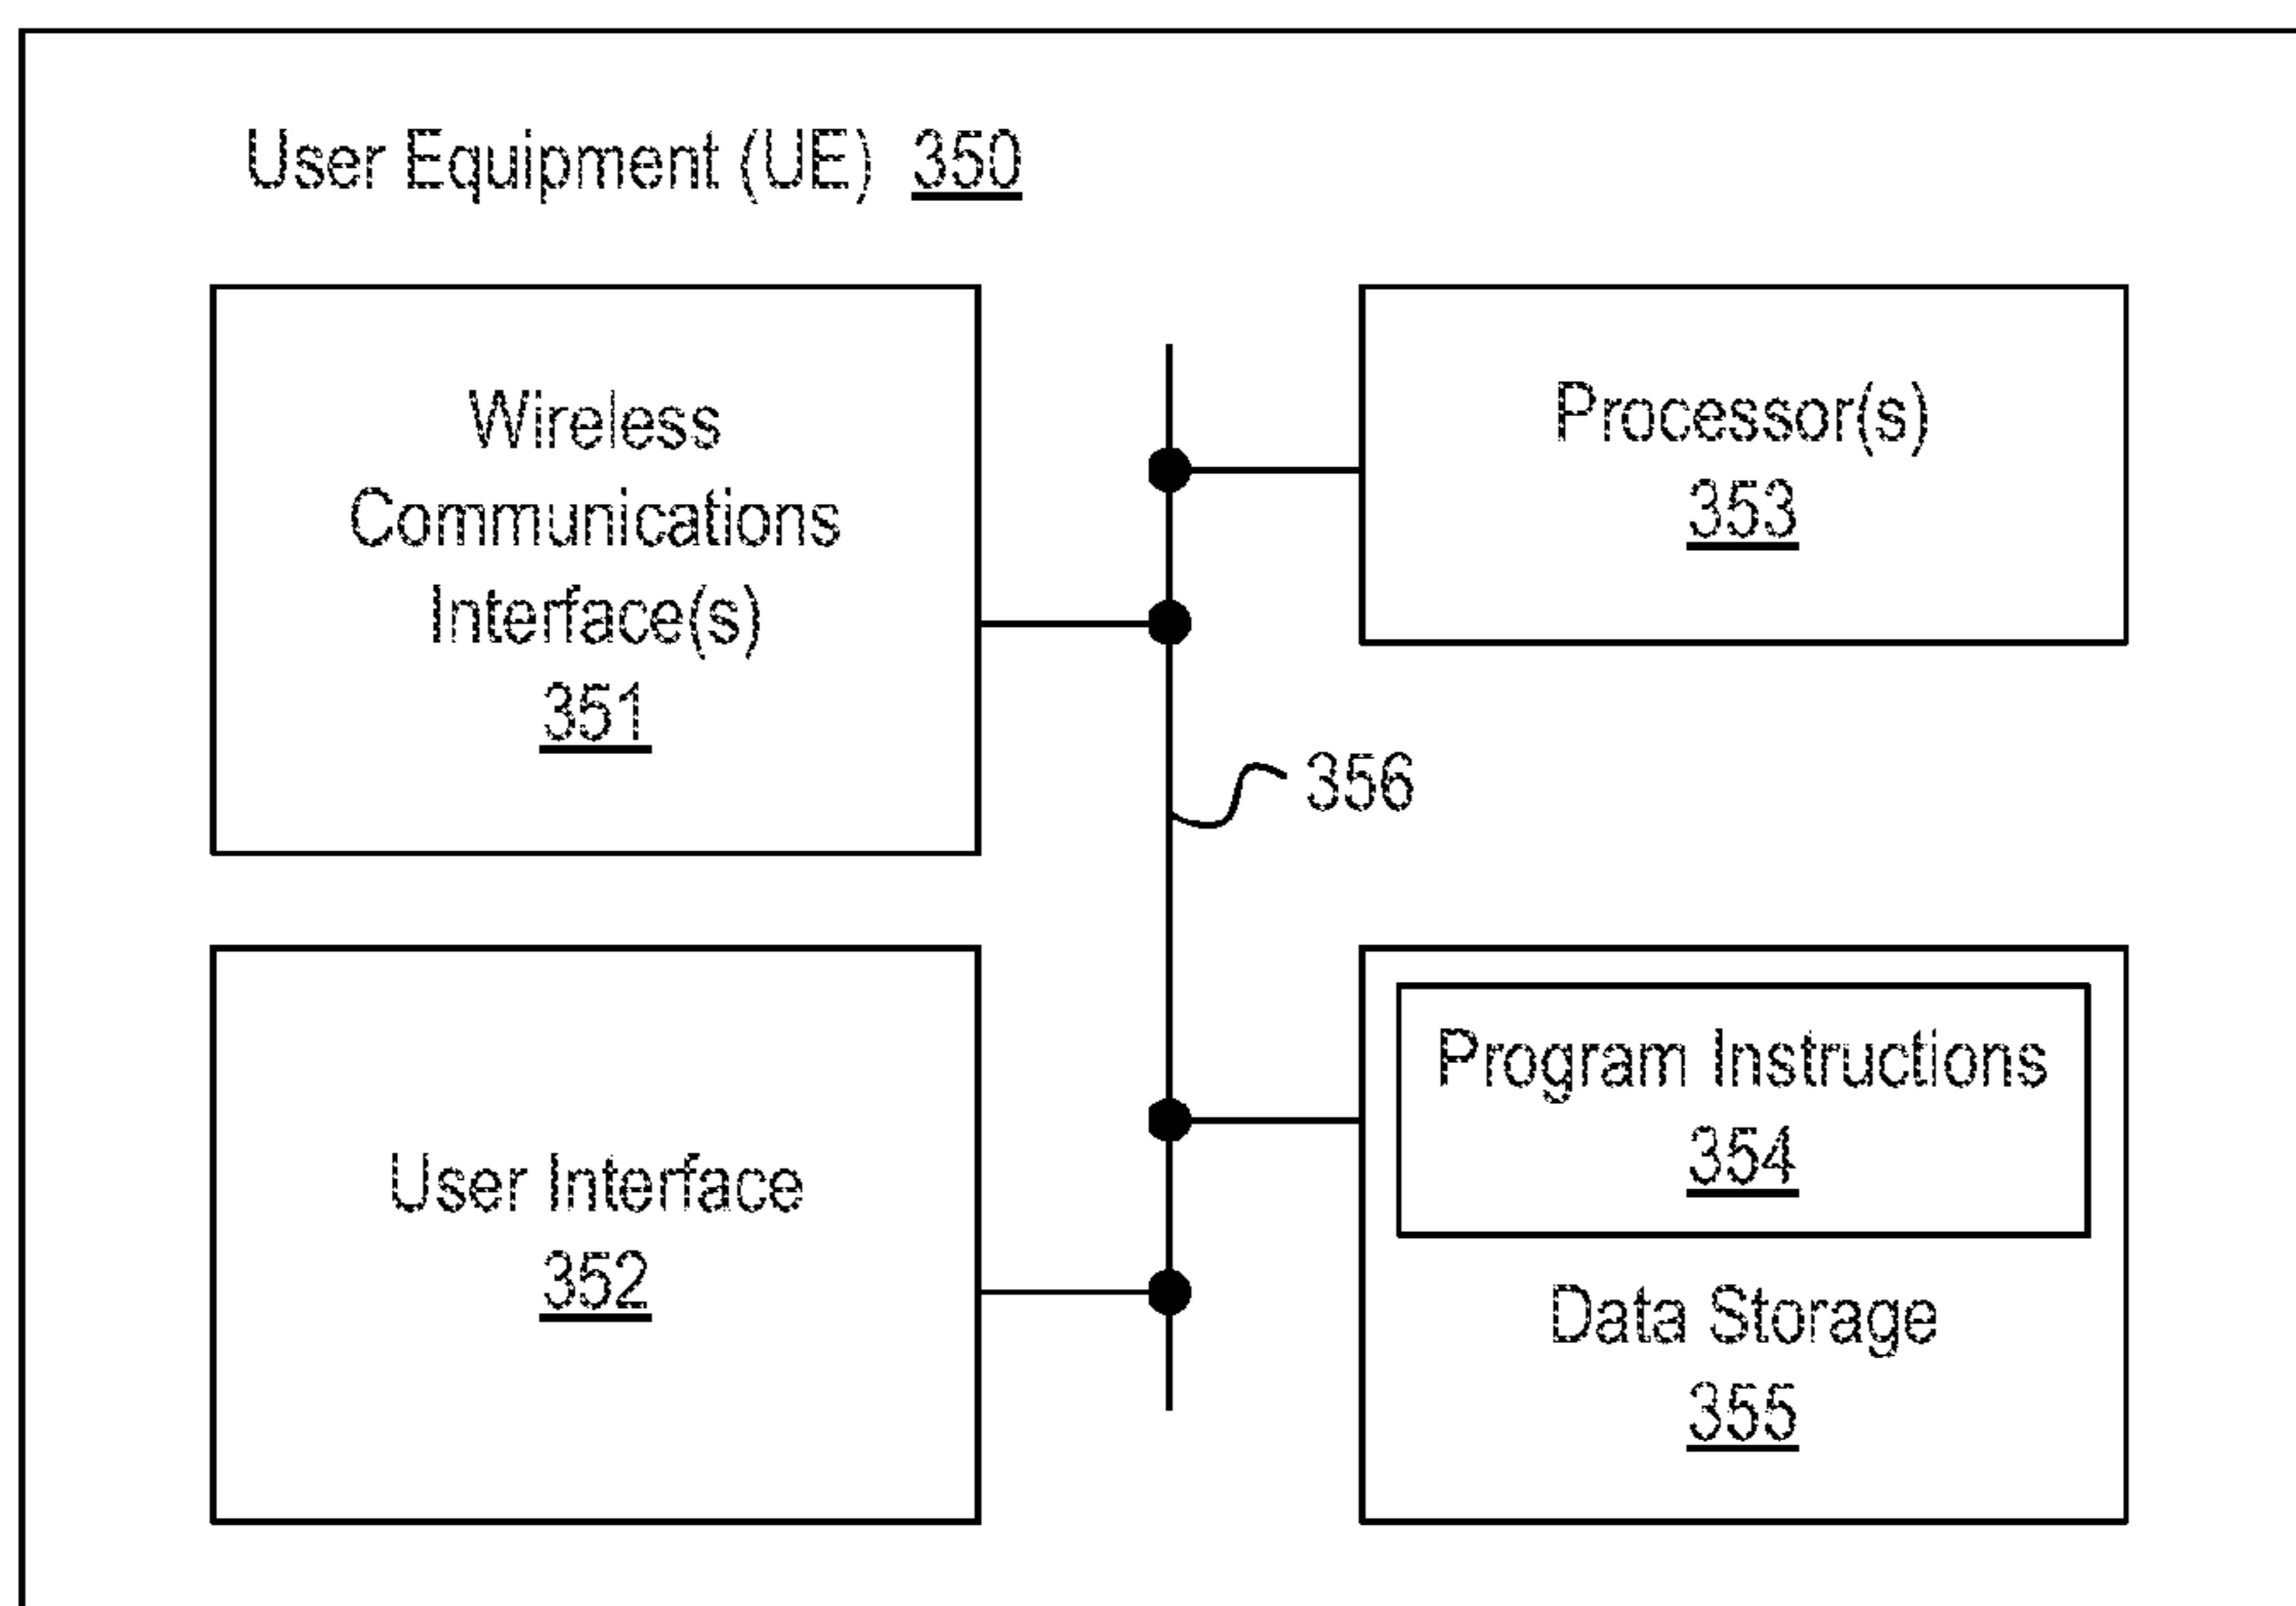 User Equipment (UE) 350
Wireless
Communications
Interface(s)
351
Processor(s)
353
356
User Interface
352
Program Instructions
354
Data Storage
355